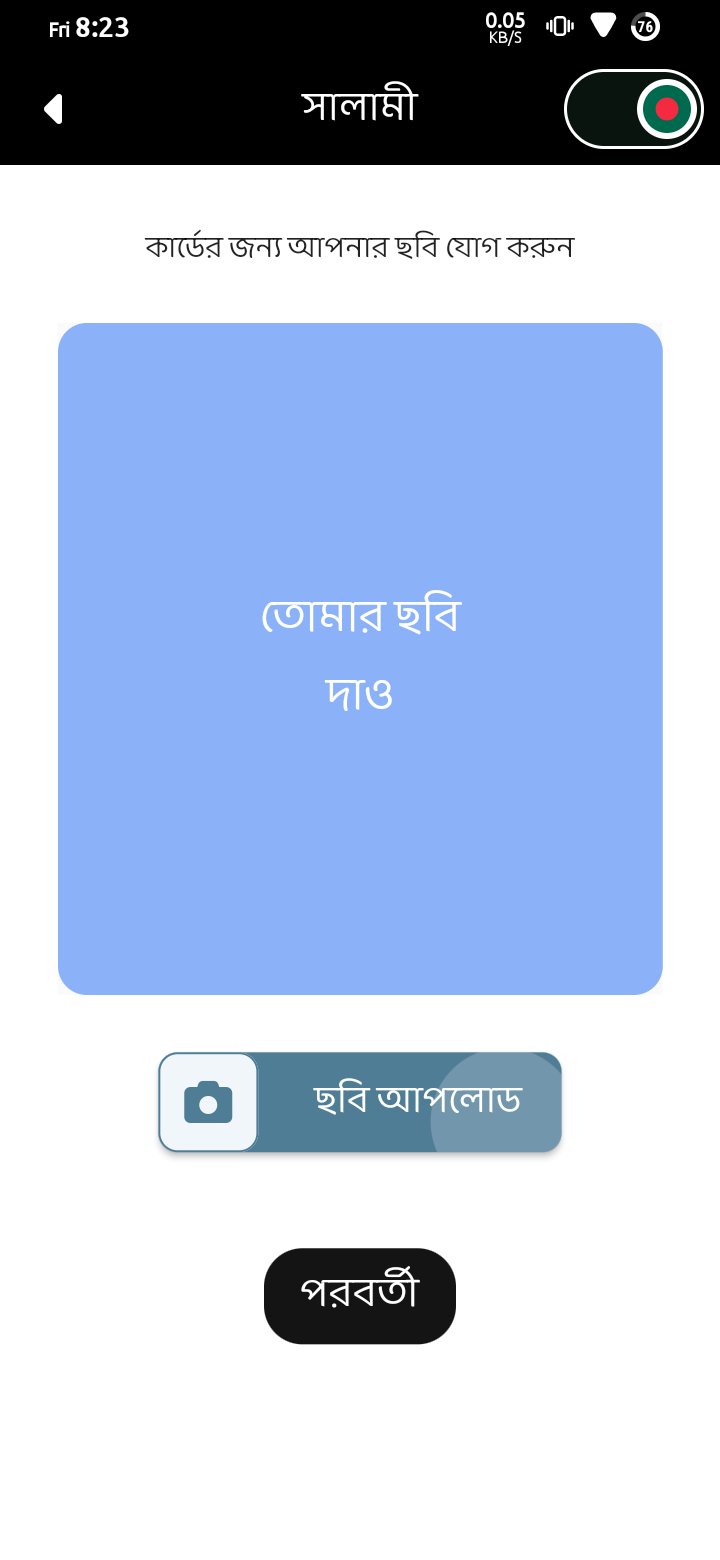 Fri 8:23
0.05
KB/S
76
সালামী
কার্ডের জন্য আপনার ছবি যোগ করুন
তোমার ছবি
দাও
ছবি আপলোড
পরবর্তী